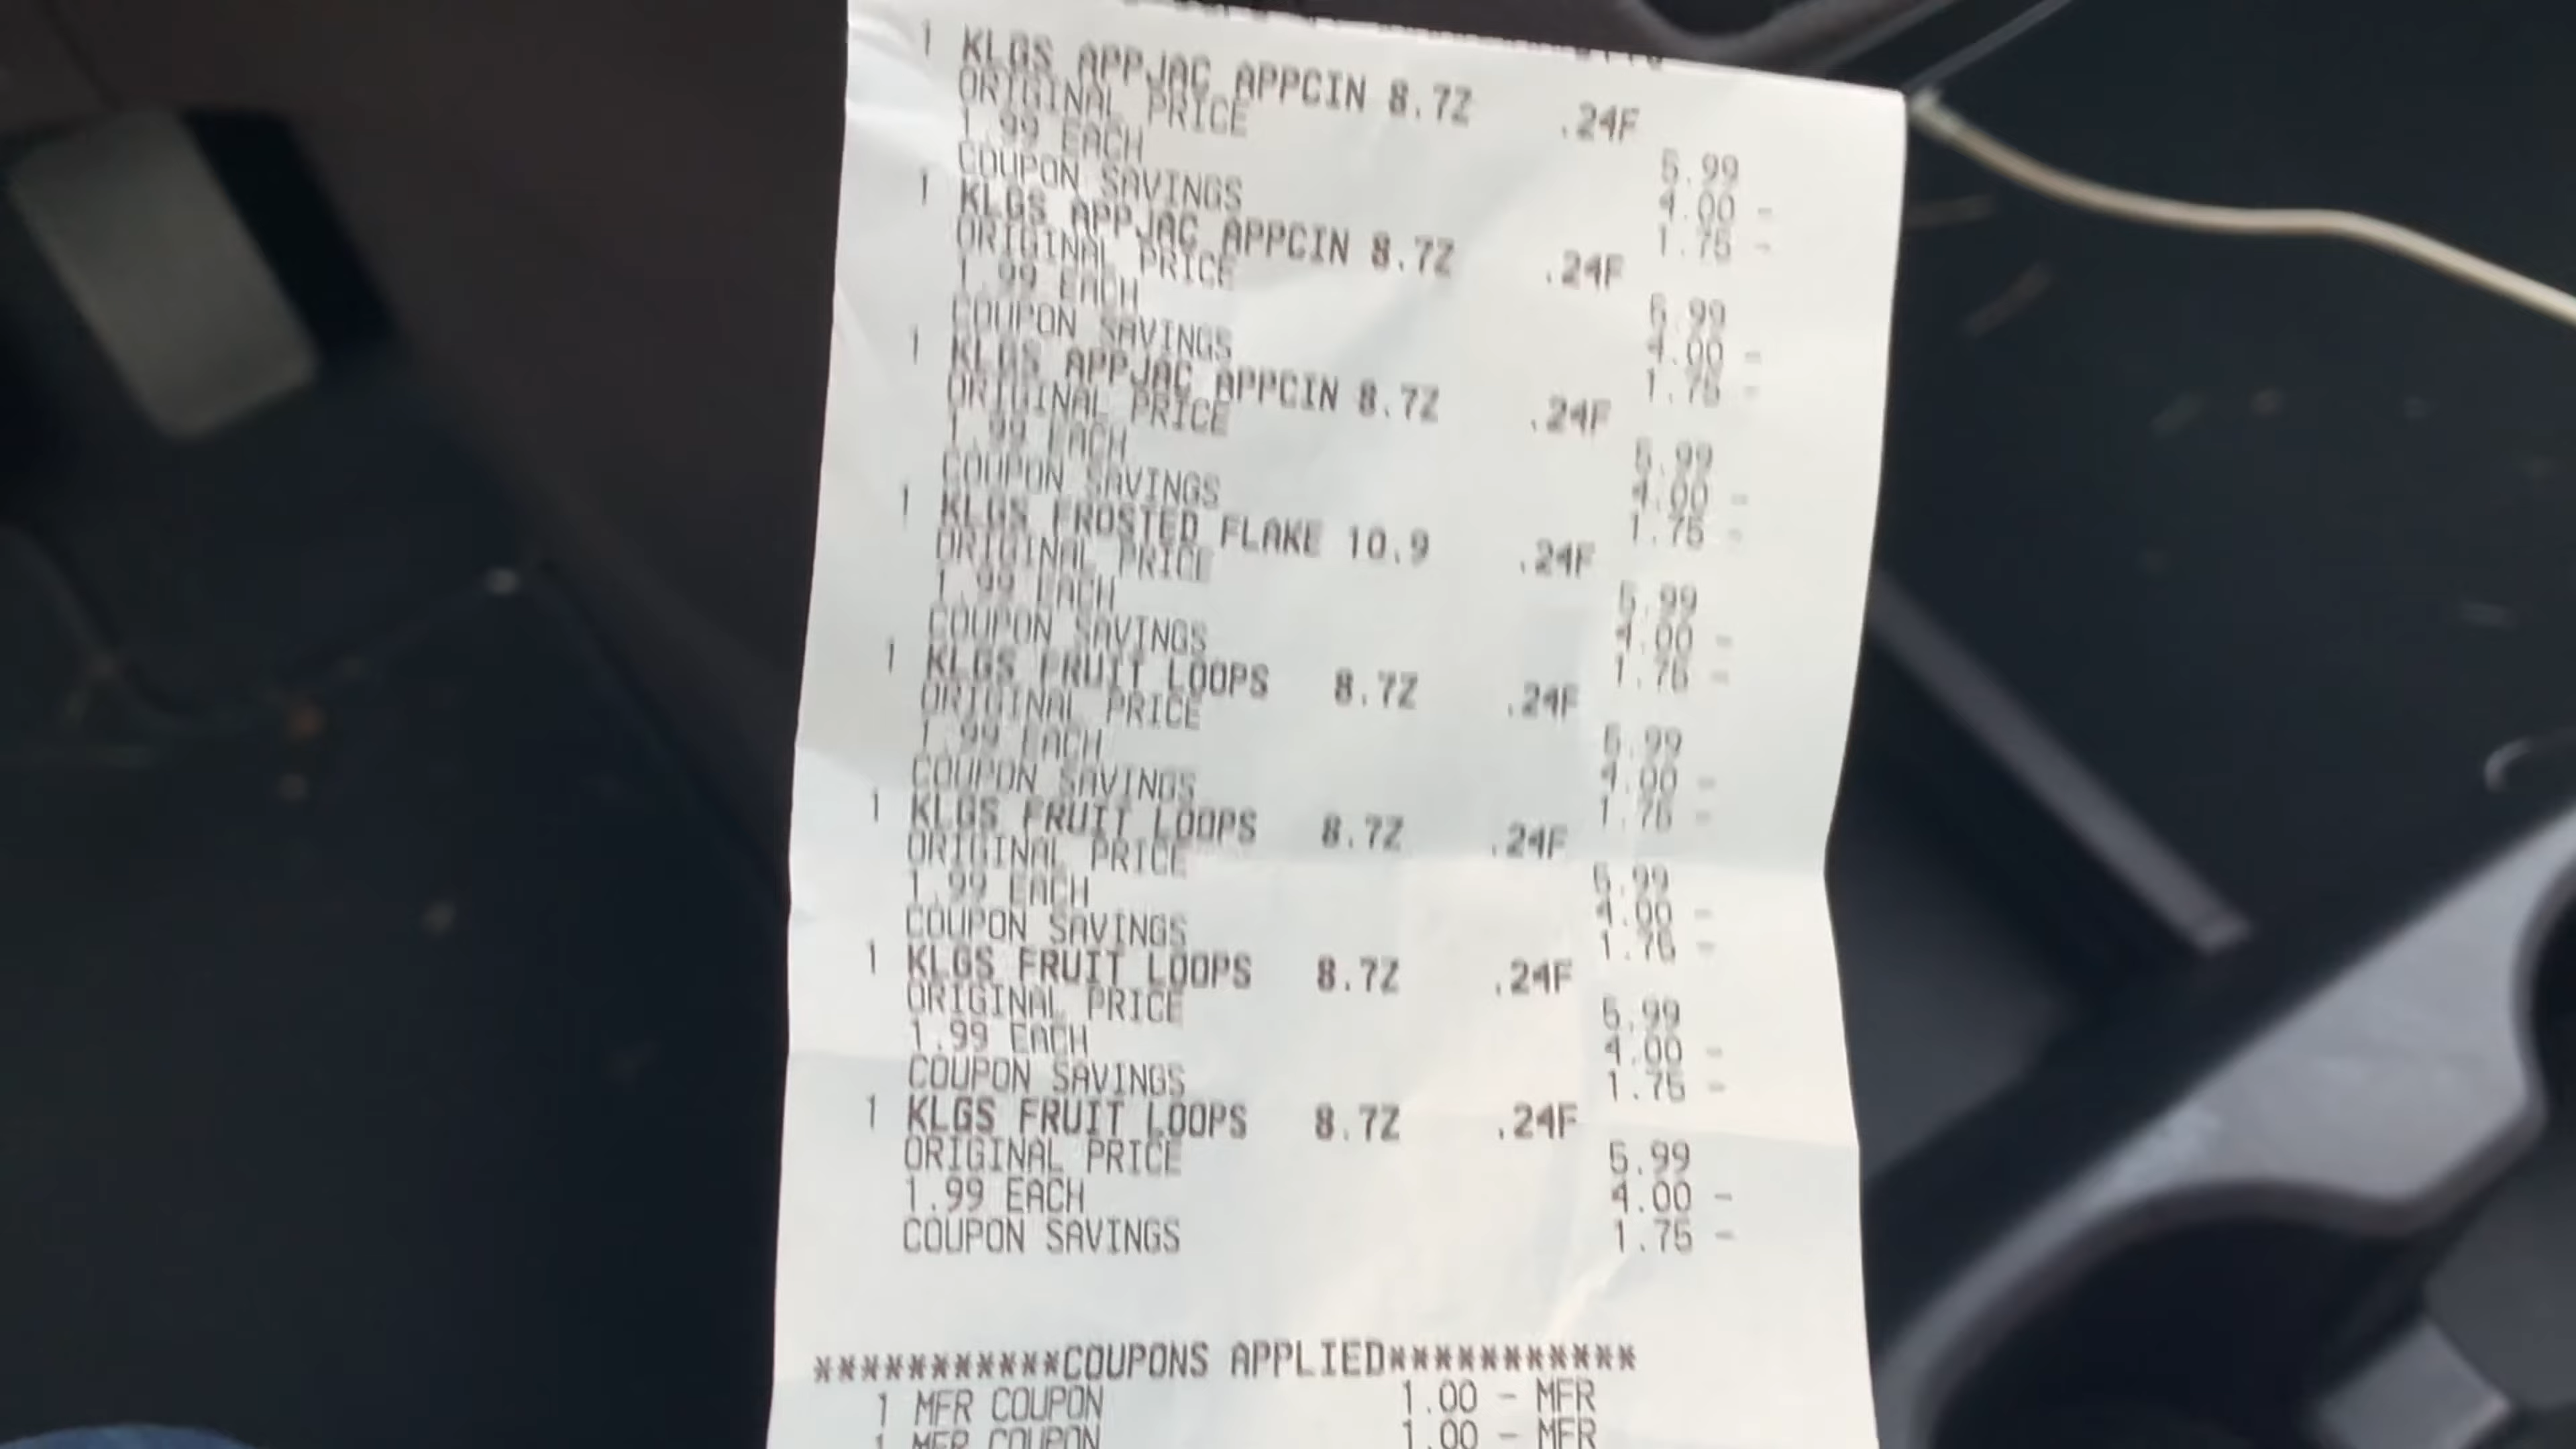 1 KLGS APPJAC APPCIN 8.7Z .24F
ORIGINAL PRICE 5.99
1.99 EACH 4.00 -
COUPON SAVINGS 1.75 -
1 KLGS APPJAC APPCIN 8.7Z .24F
ORIGINAL PRICE 5.99
1.99 EACH 4.00 -
COUPON SAVINGS 1.75 -
1 KLGS APPJAC APPCIN 8.7Z .24F
ORIGINAL PRICE 5.99
1.99 EACH 4.00 -
COUPON SAVINGS 1.75 -
1 KLGS FROSTED FLAKE 10.9 .24F
ORIGINAL PRICE 5.99
1.99 EACH 4.00 -
COUPON SAVINGS 1.75 -
1 KLGS FRUIT LOOPS 8.7Z .24F
ORIGINAL PRICE 5.99
1.99 EACH 4.00 -
COUPON SAVINGS 1.75 -
1 KLGS FRUIT LOOPS 8.7Z .24F
ORIGINAL PRICE 5.99
1.99 EACH 4.00 -
COUPON SAVINGS 1.75 -
1 KLGS FRUIT LOOPS 8.7Z .24F
ORIGINAL PRICE 5.99
1.99 EACH 4.00 -
COUPON SAVINGS 1.75 -
1 KLGS FRUIT LOOPS 8.7Z .24F
ORIGINAL PRICE 5.99
1.99 EACH 4.00 -
COUPON SAVINGS 1.75 -
***********COUPONS APPLIED***********
1 MFR COUPON 1.00 - MFR
1 MFR COUPON 1.00 - MFR